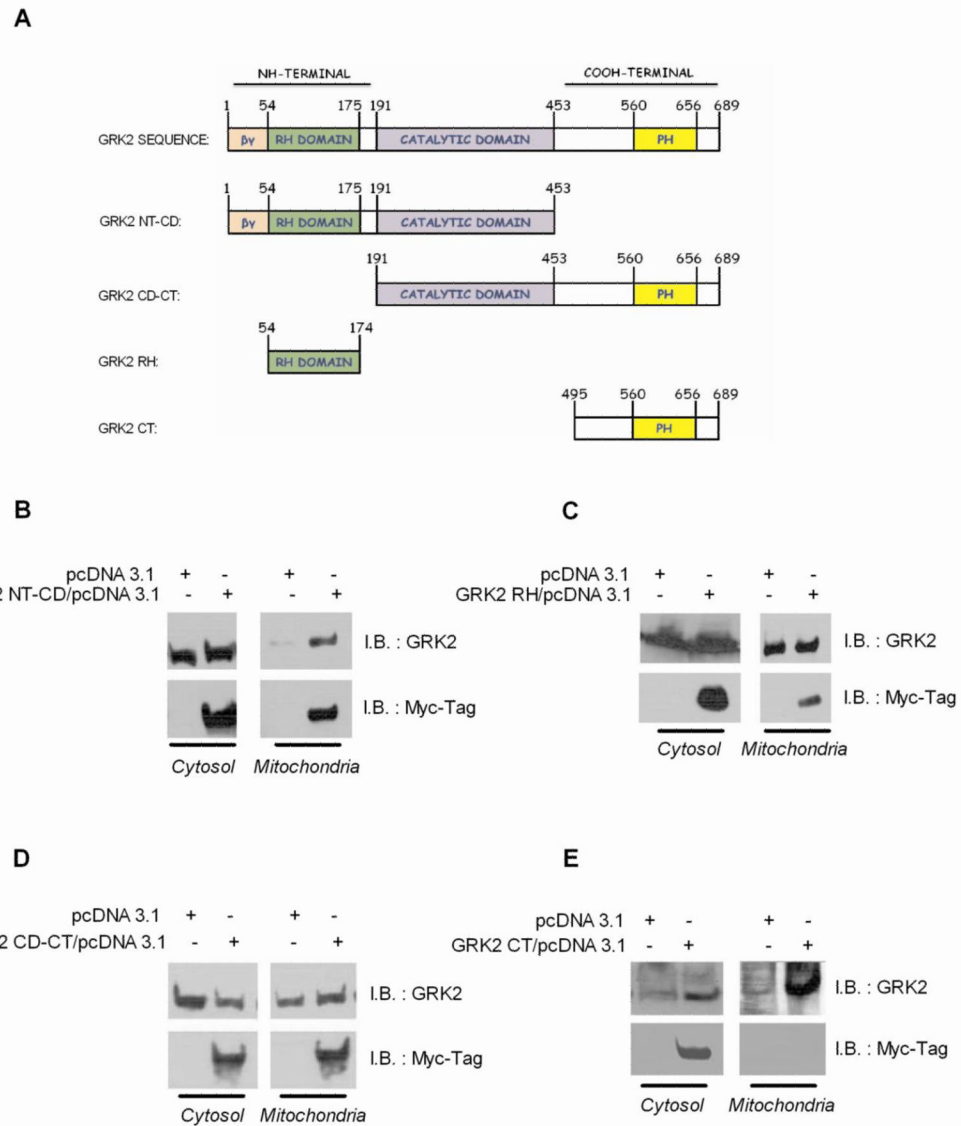 A
NH-TERMINAL COOH-TERMINAL
1 54 175 191 453 560 656 689
GRK2 SEQUENCE: βγ RH DOMAIN CATALYTIC DOMAIN PH
1 54 175 191 453
GRK2 NT-CD: βγ RH DOMAIN CATALYTIC DOMAIN
191 453 560 656 689
GRK2 CD-CT: CATALYTIC DOMAIN PH
54 174
GRK2 RH: RH DOMAIN
495 560 656 689
GRK2 CT: PH
B
pcDNA 3.1 + - + -
2 NT-CD/pcDNA 3.1 - + - +
I.B. : GRK2
I.B. : Myc-Tag
Cytosol Mitochondria
C
pcDNA 3.1 + - + -
GRK2 RH/pcDNA 3.1 - + - +
I.B. : GRK2
I.B. : Myc-Tag
Cytosol Mitochondria
D
pcDNA 3.1 + - + -
2 CD-CT/pcDNA 3.1 - + - +
I.B. : GRK2
I.B. : Myc-Tag
Cytosol Mitochondria
E
pcDNA 3.1 + - + -
GRK2 CT/pcDNA 3.1 - + - +
I.B. : GRK2
I.B. : Myc-Tag
Cytosol Mitochondria